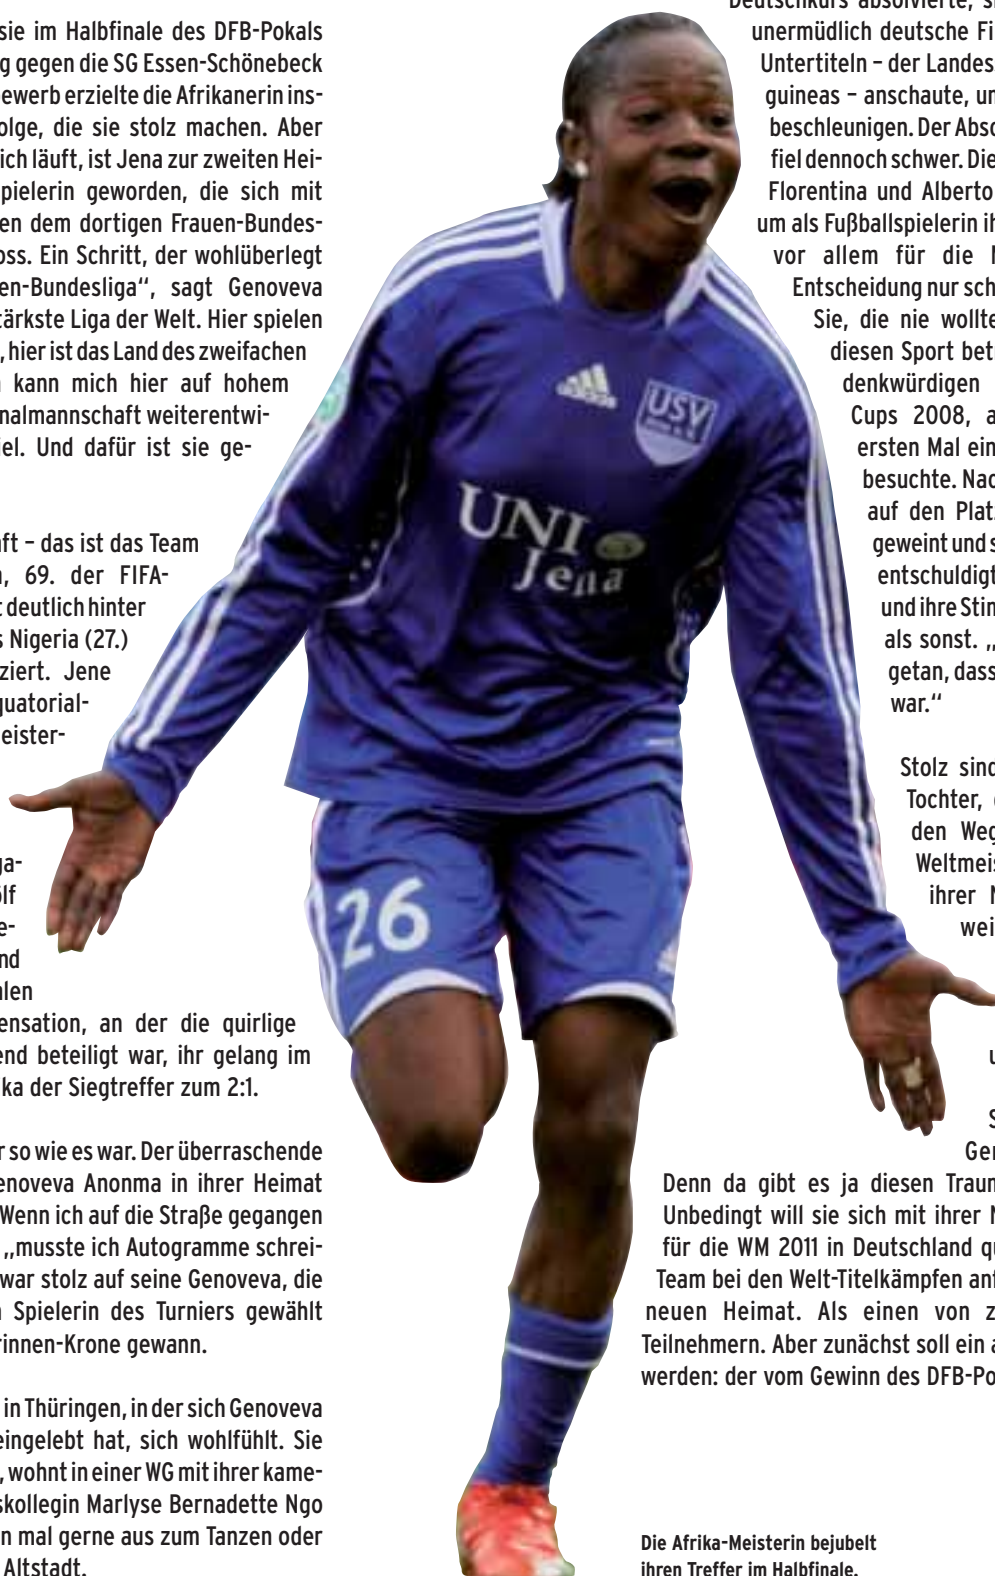 sie im Halbfinale des DFB-Pokals
g gegen die SG Essen-Schönebeck
ewerb erzielte die Afrikanerin ins-
olge, die sie stolz machen. Aber
ich läuft, ist Jena zur zweiten Hei-
pielerin geworden, die sich mit
en dem dortigen Frauen-Bundes-
oss. Ein Schritt, der wohlüberlegt
en-Bundesliga“, sagt Genoveva
tärkste Liga der Welt. Hier spielen
, hier ist das Land des zweifachen
kann mich hier auf hohem
nalmannschaft weiterentwi-
iel. Und dafür ist sie ge-
ft – das ist das Team
69. der FIFA-
t deutlich hinter
s Nigeria (27.)
ziert. Jene
quatorial-
eister-
ga-
ölf
e-
nd
alen
ensation, an der die quirlige
end beteiligt war, ihr gelang im
ka der Siegtreffer zum 2:1.
r so wie es war. Der überraschende
enoveva Anonma in ihrer Heimat
Wenn ich auf die Straße gegangen
„musste ich Autogramme schrei-
war stolz auf seine Genoveva, die
Spielerin des Turniers gewählt
rinnen-Krone gewann.
in Thüringen, in der sich Genoveva
eingelebt hat, sich wohlfühlt. Sie
, wohnt in einer WG mit ihrer kame-
skollegin Marlyse Bernadette Ngo
n mal gerne aus zum Tanzen oder
Altstadt.
USV
UNI
Jena
26
Deutschkurs absolvierte, s
unermüdlich deutsche Fi
Untertiteln – der Landes
guineas – anschaute, un
beschleunigen. Der Absc
fiel dennoch schwer. Die
Florentina und Alberto
um als Fußballspielerin ih
vor allem für die
Entscheidung nur sch
Sie, die nie wollte
diesen Sport bet
denkwürdigen
Cups 2008, a
ersten Mal ein
besuchte. Nac
auf den Plat
geweint und s
entschuldigt
und ihre Stin
als sonst. „
getan, dass
war.“
Stolz sind
Tochter,
den Weg
Weltmeis
ihrer
wei
u
S
Ger
Denn da gibt es ja diesen Traum
Unbedingt will sie sich mit ihrer N
für die WM 2011 in Deutschland qu
Team bei den Welt-Titelkämpfen anf
neuen Heimat. Als einen von z
Teilnehmern. Aber zunächst soll ein a
werden: der vom Gewinn des DFB-Po
Die Afrika-Meisterin bejubelt
ihren Treffer im Halbfinale.